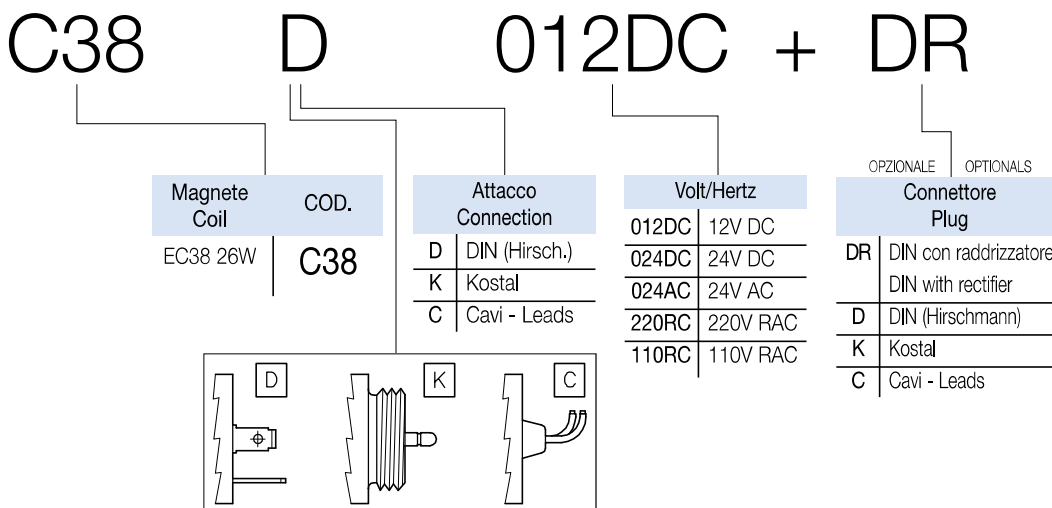 C38 D 012DC + DR
OPZIONALE OPTIONALS
Magnete
Coil
COD.
EC38 26W C38
Attacco
Connection
D DIN (Hirsch.)
K Kostal
C Cavi - Leads
Volt/Hertz
012DC 12V DC
024DC 24V DC
024AC 24V AC
220RC 220V RAC
110RC 110V RAC
Connettore
Plug
DR DIN con raddrizzatore
DIN with rectifier
D DIN (Hirschmann)
K Kostal
C Cavi - Leads
D K C